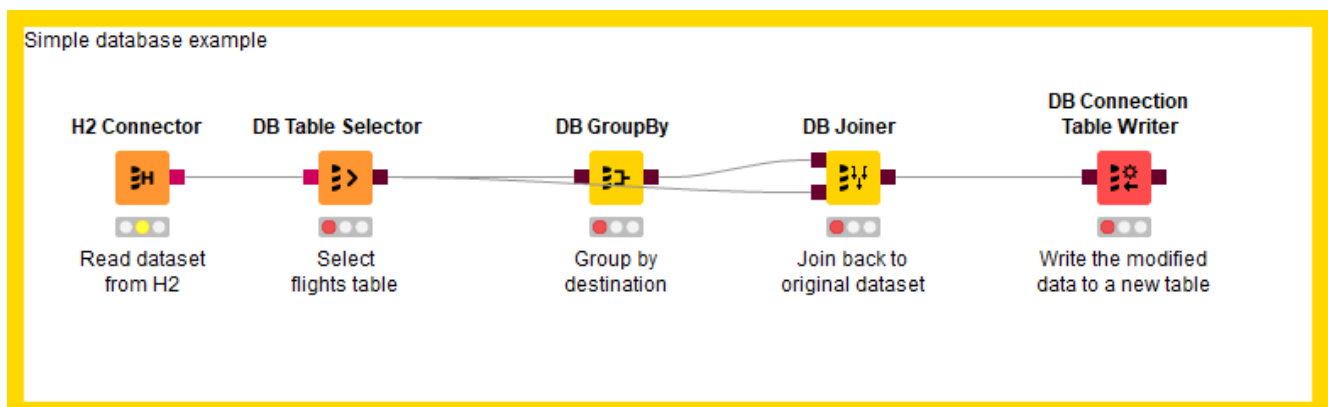 Simple database example
H2 Connector
DB Table Selector
DB GroupBy
DB Joiner
DB Connection
Table Writer
H
Read dataset
from H2
Select
flights table
Group by
destination
Join back to
original dataset
Write the modified
data to a new table